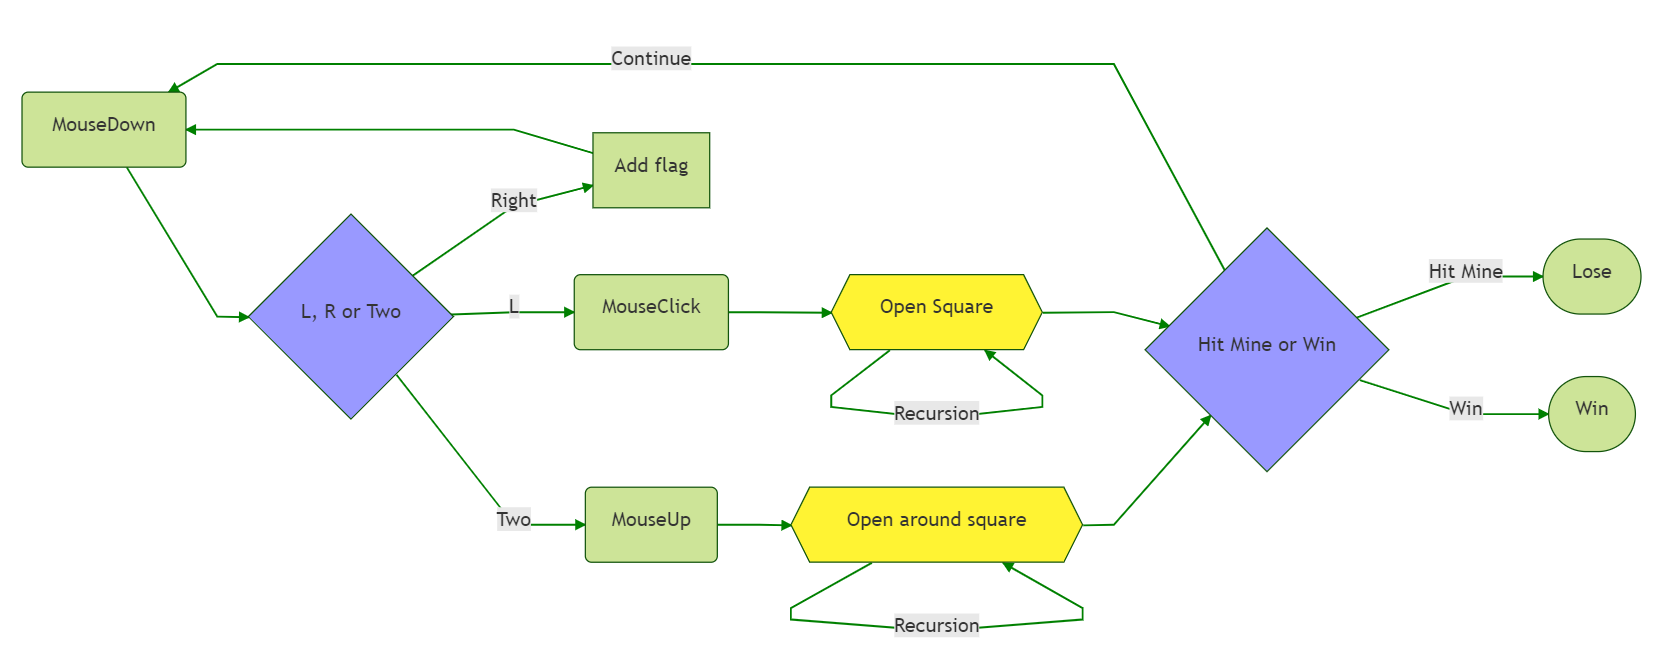 Continue
MouseDown
Add flag
Right
L, R or Two
L
MouseClick
Open Square
Recursion
Hit Mine or Win
Hit Mine
Lose
Win
Win
Two
MouseUp
Open around square
Recursion